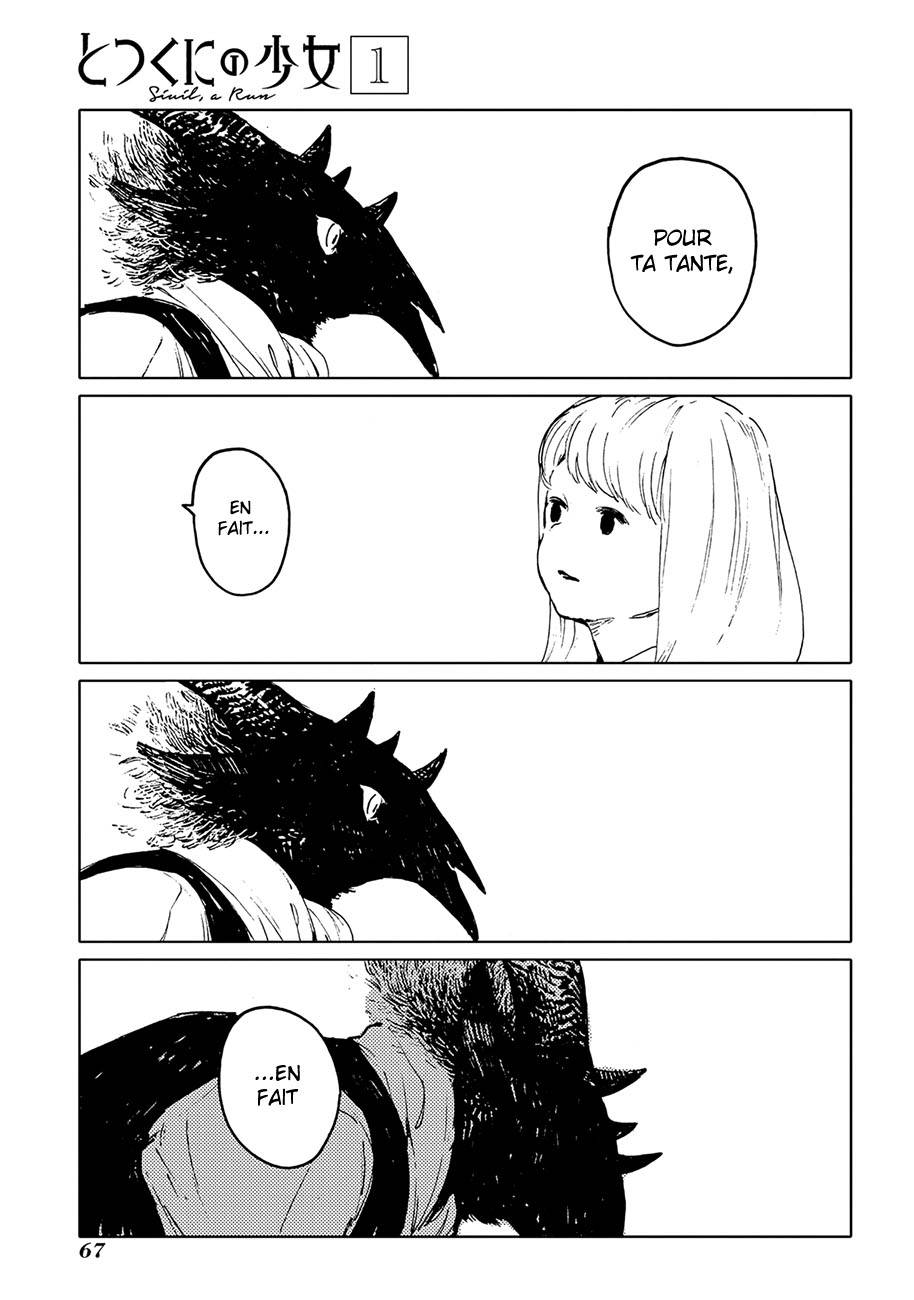 とつくにの少女 1
Siúil, a Rún
POUR
TA TANTE,
EN
FAIT...
...EN
FAIT
67